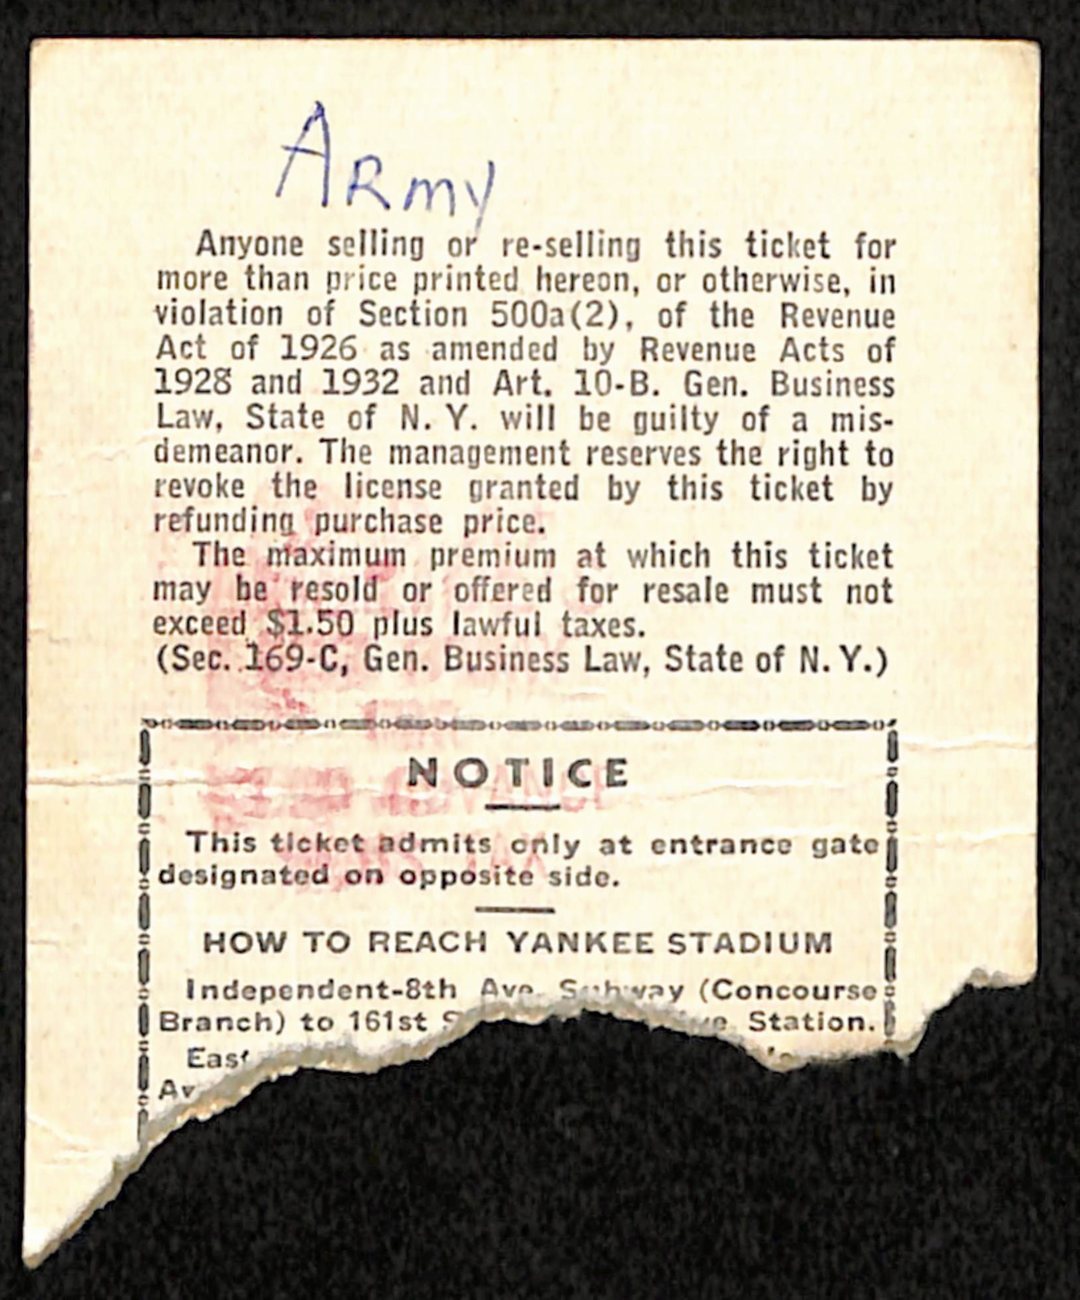 Army
Anyone selling or re-selling this ticket for
more than price printed hereon, or otherwise, in
violation of Section 500a(2), of the Revenue
Act of 1926 as amended by Revenue Acts of
1928 and 1932 and Art. 10-B. Gen. Business
Law, State of N. Y. will be guilty of a mis-
demeanor. The management reserves the right to
revoke the license granted by this ticket by
refunding purchase price.
The maximum premium at which this ticket
may be resold or offered for resale must not
exceed $1.50 plus lawful taxes.
(Sec. 169-C, Gen. Business Law, State of N. Y.)
NOTICE
This ticket admits only at entrance gate
designated on opposite side.
HOW TO REACH YANKEE STADIUM
Independent-8th Ave. Subway (Concourse
Branch) to 161st Station.
East